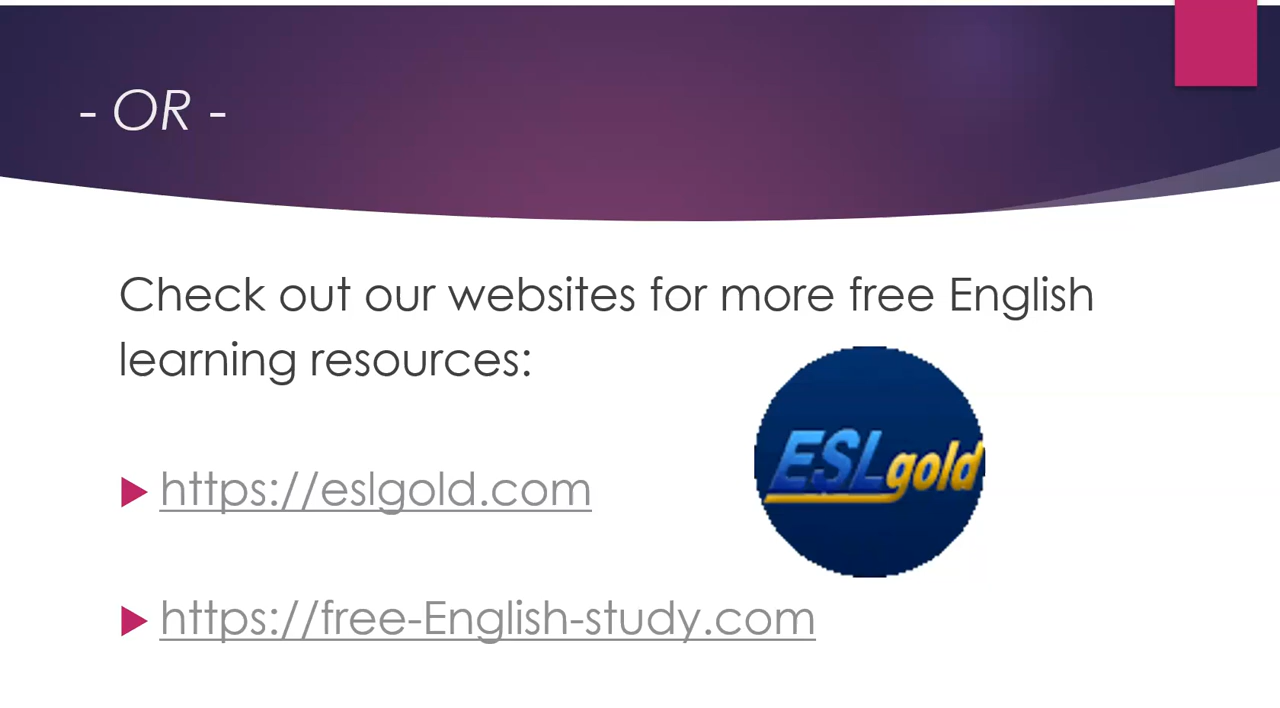 - OR -
Check out our websites for more free English
learning resources:
ESLgold
https://eslgold.com
https://free-English-study.com